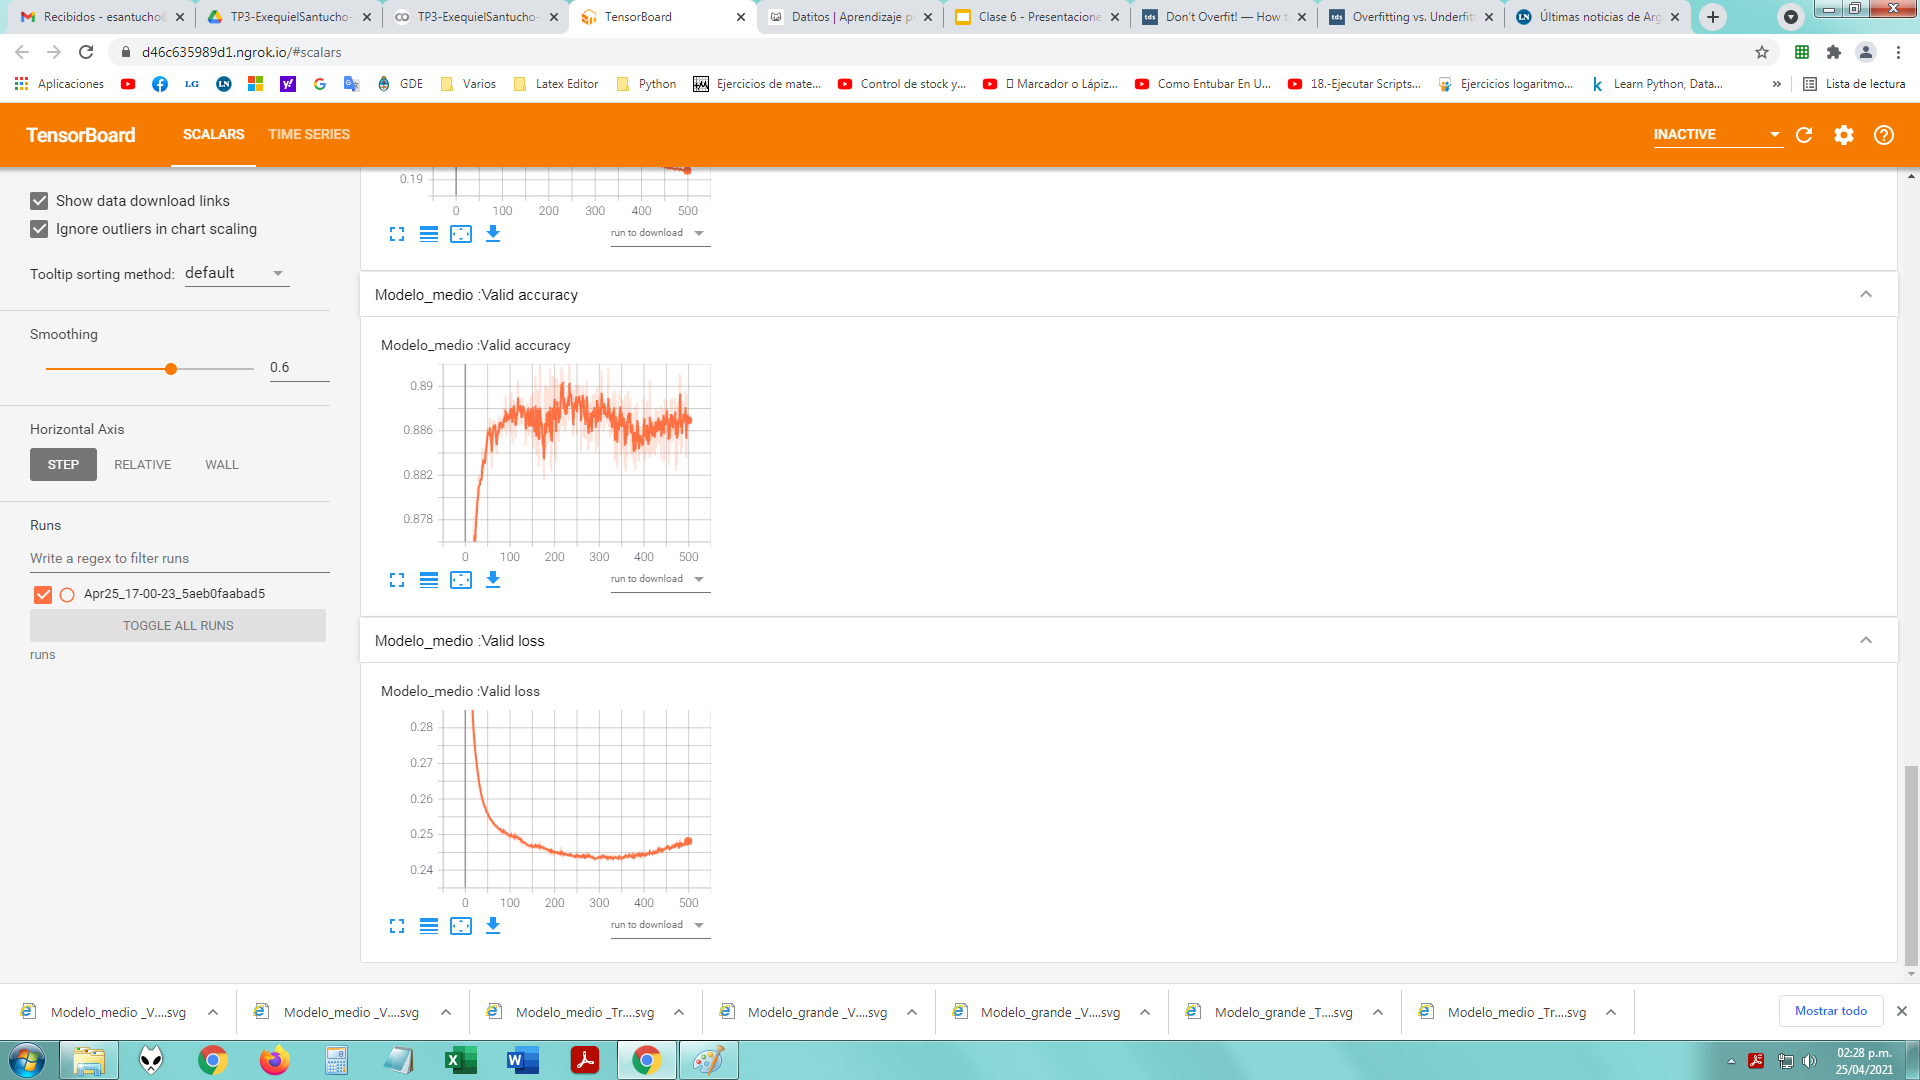 Recibidos - esantucho@
TP3-ExequielSantucho-
TP3-ExequielSantucho-
TensorBoard
Datitos | Aprendizaje p
Clase 6 - Presentacione
Don't Overfit! — How t
Overfitting vs. Underfit
Últimas noticias de Arg
d46c635989d1.ngrok.io/#scalars
Aplicaciones
GDE
Varios
Latex Editor
Python
Ejercicios de mate...
Control de stock y...
Marcador o Lápiz...
Como Entubar En U...
18.-Ejecutar Scripts...
Ejercicios logaritmo...
Learn Python, Data...
»
Lista de lectura
TensorBoard
SCALARS
TIME SERIES
INACTIVE
Show data download links
Ignore outliers in chart scaling
Tooltip sorting method: default
Smoothing
0.6
Horizontal Axis
STEP RELATIVE WALL
Runs
Write a regex to filter runs
Apr25_17-00-23_5aeb0faabad5
TOGGLE ALL RUNS
runs
0.19
0 100 200 300 400 500
run to download
Modelo_medio :Valid accuracy
Modelo_medio :Valid accuracy
0.89
0.886
0.882
0.878
0 100 200 300 400 500
run to download
Modelo_medio :Valid loss
Modelo_medio :Valid loss
0.28
0.27
0.26
0.25
0.24
0 100 200 300 400 500
run to download
Modelo_medio _V....svg
Modelo_medio _V....svg
Modelo_medio _Tr....svg
Modelo_grande _V....svg
Modelo_grande _V....svg
Modelo_grande _T....svg
Modelo_medio _Tr....svg
Mostrar todo
02:28 p.m.
25/04/2021